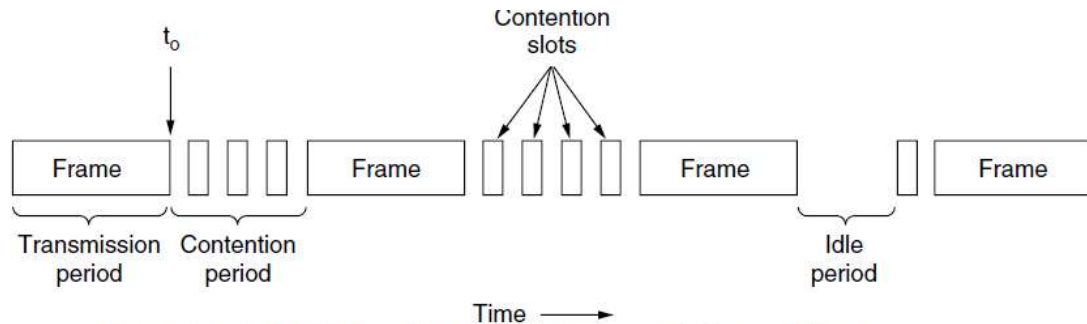 Contention
slots
t₀
Frame
Frame
Frame
Frame
Transmission
period
Contention
period
Idle
period
Time